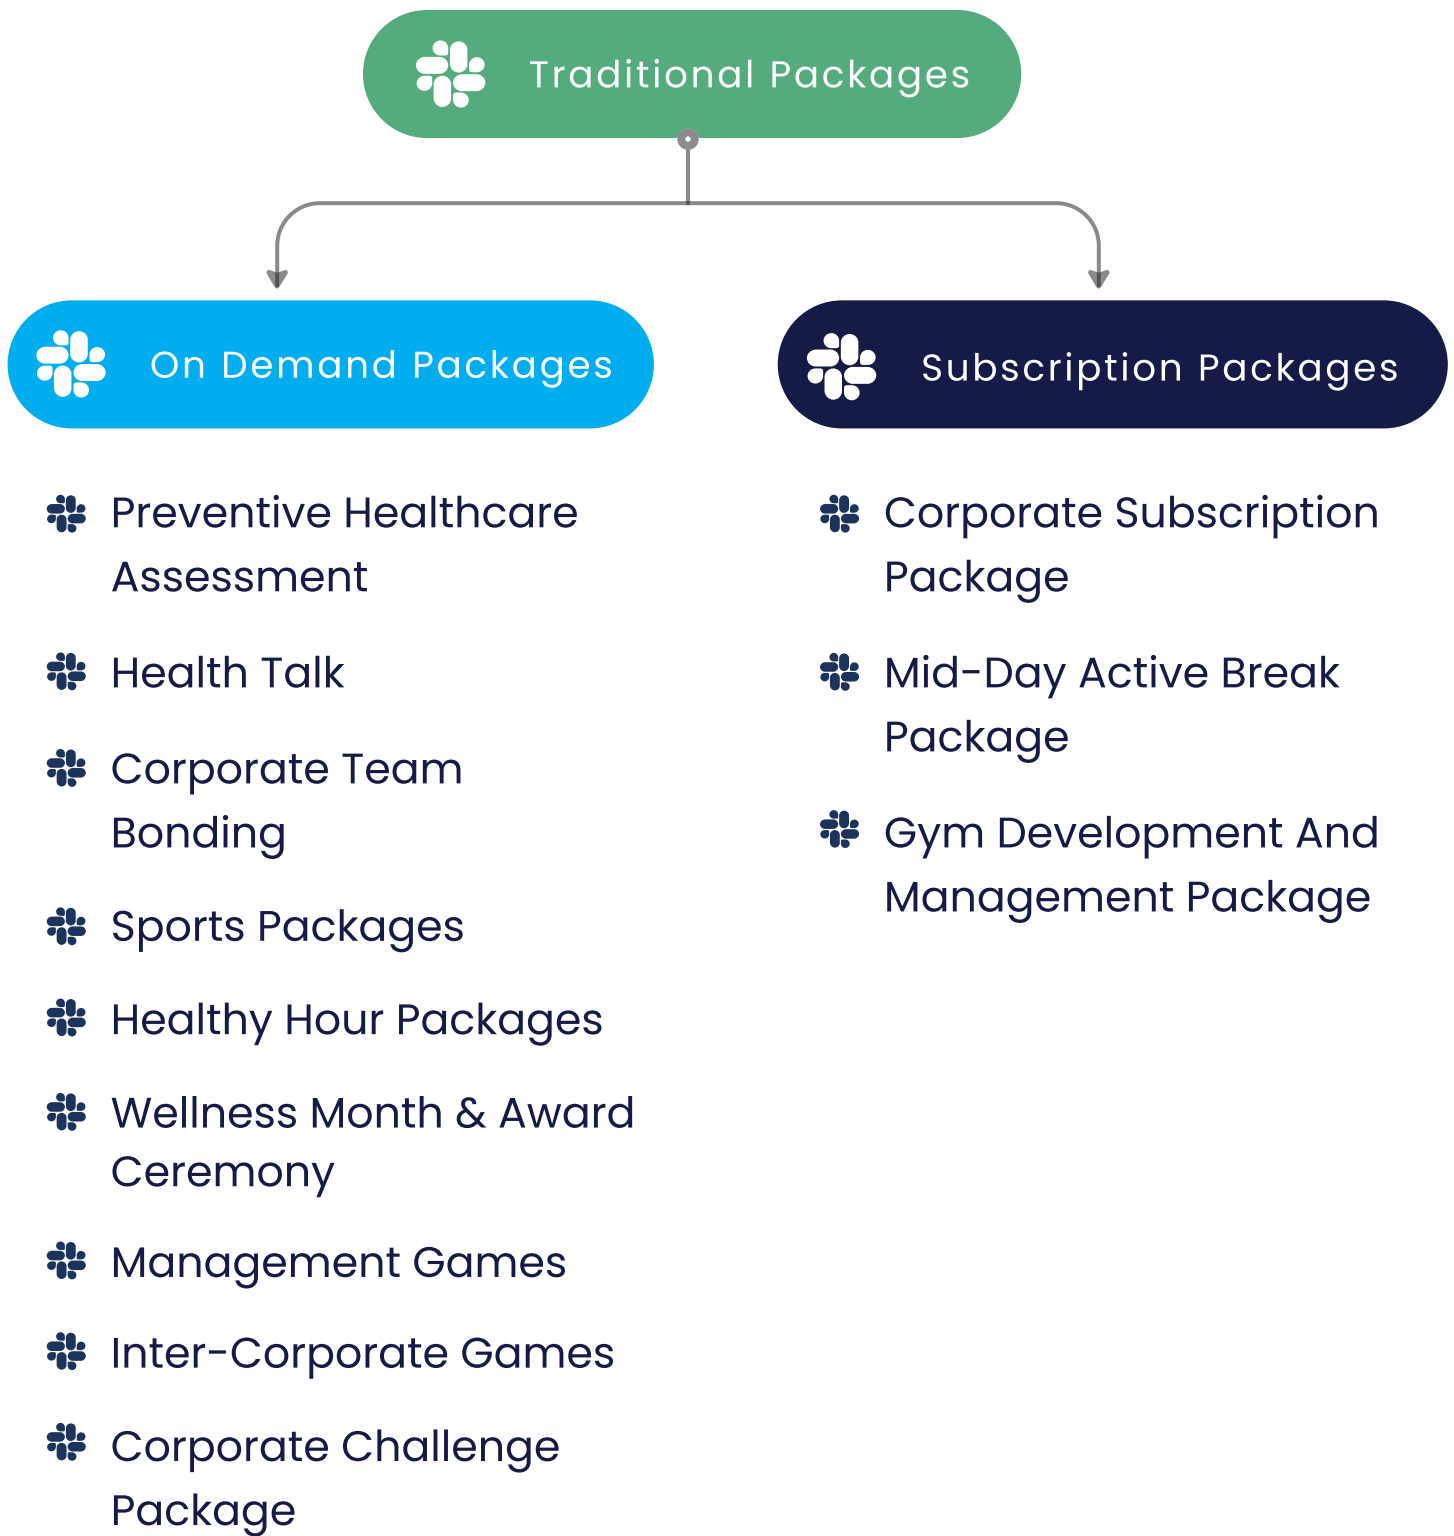 Traditional Packages
On Demand Packages
Preventive Healthcare
Assessment
Health Talk
Corporate Team
Bonding
Sports Packages
Healthy Hour Packages
Wellness Month & Award
Ceremony
Management Games
Inter-Corporate Games
Corporate Challenge
Package
Subscription Packages
Corporate Subscription
Package
Mid-Day Active Break
Package
Gym Development And
Management Package